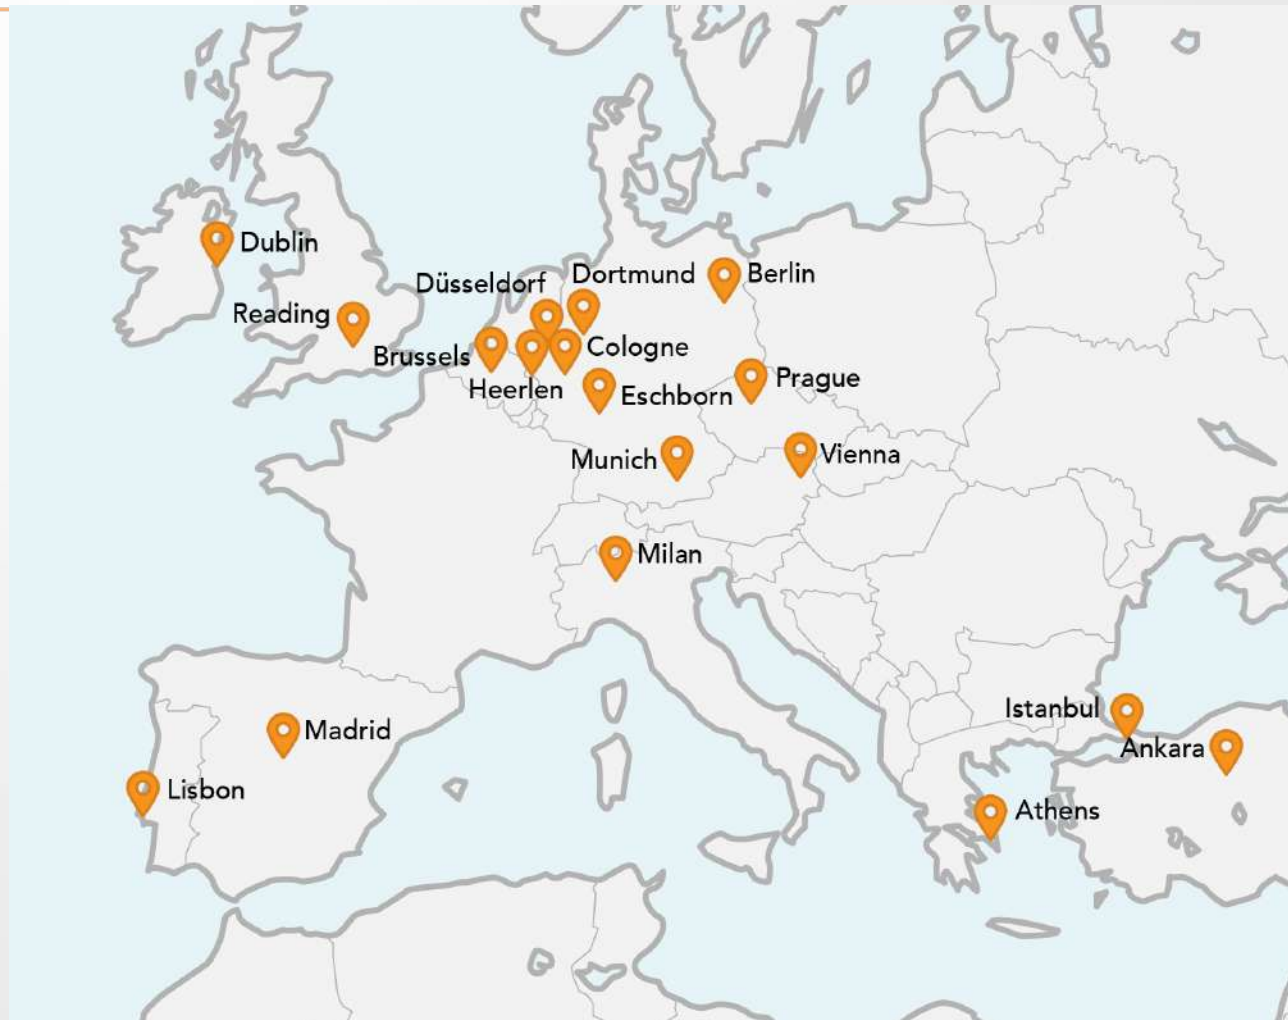 Dublin
Düsseldorf
Dortmund
Berlin
Reading
Brussels
Cologne
Heerlen
Eschborn
Prague
Munich
Vienna
Milan
Istanbul
Madrid
Ankara
Lisbon
Athens